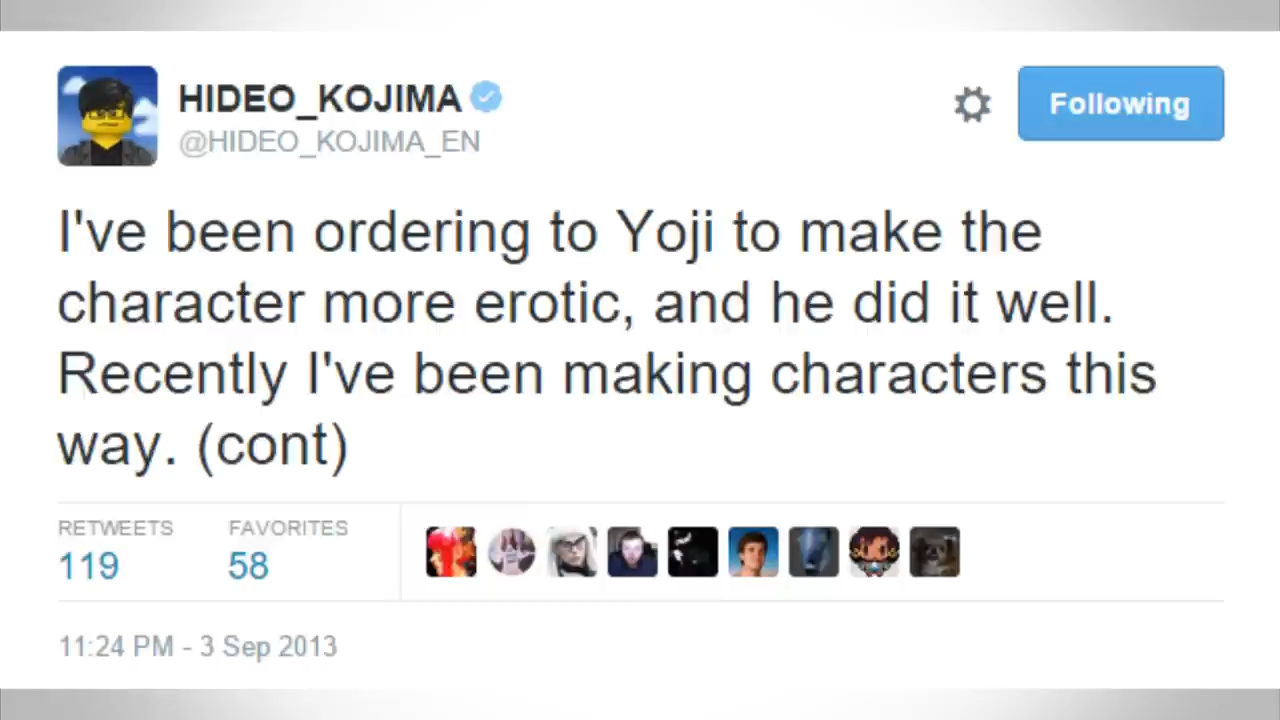 HIDEO_KOJIMA
@HIDEO_KOJIMA_EN
Following
I've been ordering to Yoji to make the
character more erotic, and he did it well.
Recently I've been making characters this
way. (cont)
RETWEETS FAVORITES
119 58
11:24 PM - 3 Sep 2013